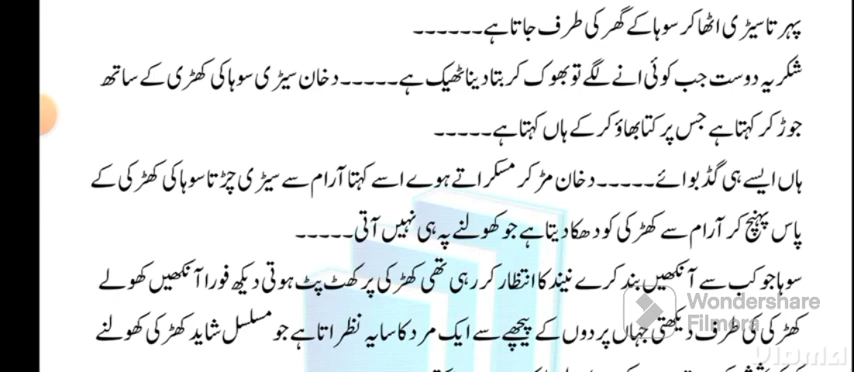 پہر تا سیڑی اٹھا کر سوہا کے گھر کی طرف جاتا ہے۔۔۔۔۔۔
شکریہ دوست جب کوئی انے لگے تو بھوک کر بتا دینا ٹھیک ہے۔۔۔۔۔دخان سیڑی سوہا کی کھڑی کے ساتھ
جوڑ کر کہتا ہے جس پر کتا بھاؤ کر کے ہاں کہتا ہے۔۔۔۔۔
ہاں ایسے ہی گڈ بوائے۔۔۔۔۔دخان مڑ کر مسکراتے ہوے اسے کہتا آرام سے سیڑی چڑتا سوہا کی کھڑکی کے
پاس پہنچ کر آرام سے کھڑکی کو دھکا دیتا ہے جو کھولنے پہ ہی نہیں آتی۔۔۔۔۔
سوہا جو کب سے آنکھیں بند کرے نیند کا انتظار کر رہی تھی کھڑکی پر کھٹ پٹ ہوتی دیکھ فورا آنکھیں کھولے
کھڑکی کی طرف دیکھتی جہاں پردوں کے پیچھے سے ایک مرد کا سایہ نظر اتا ہے جو مسلسل شاید کھڑکی کھولنے
Wondershare
Filmora